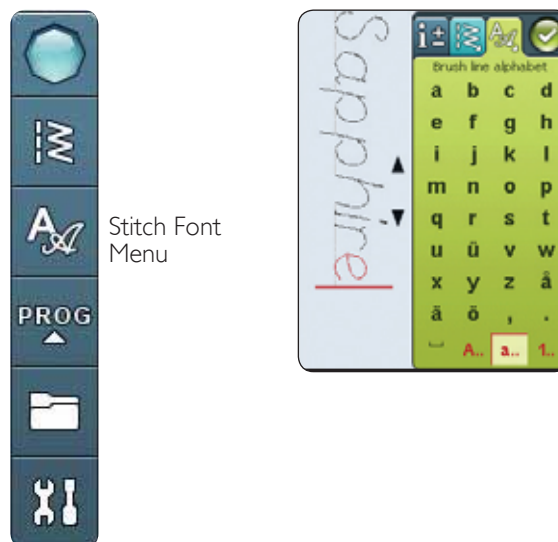 A A
Stitch Font
Menu
PROG
Sapphire
i±
A A
Brush line alphabet
a b c d
e f g h
i j k l
m n o p
q r s t
u ü v w
x y z å
ä ö , .
A.. a.. 1..